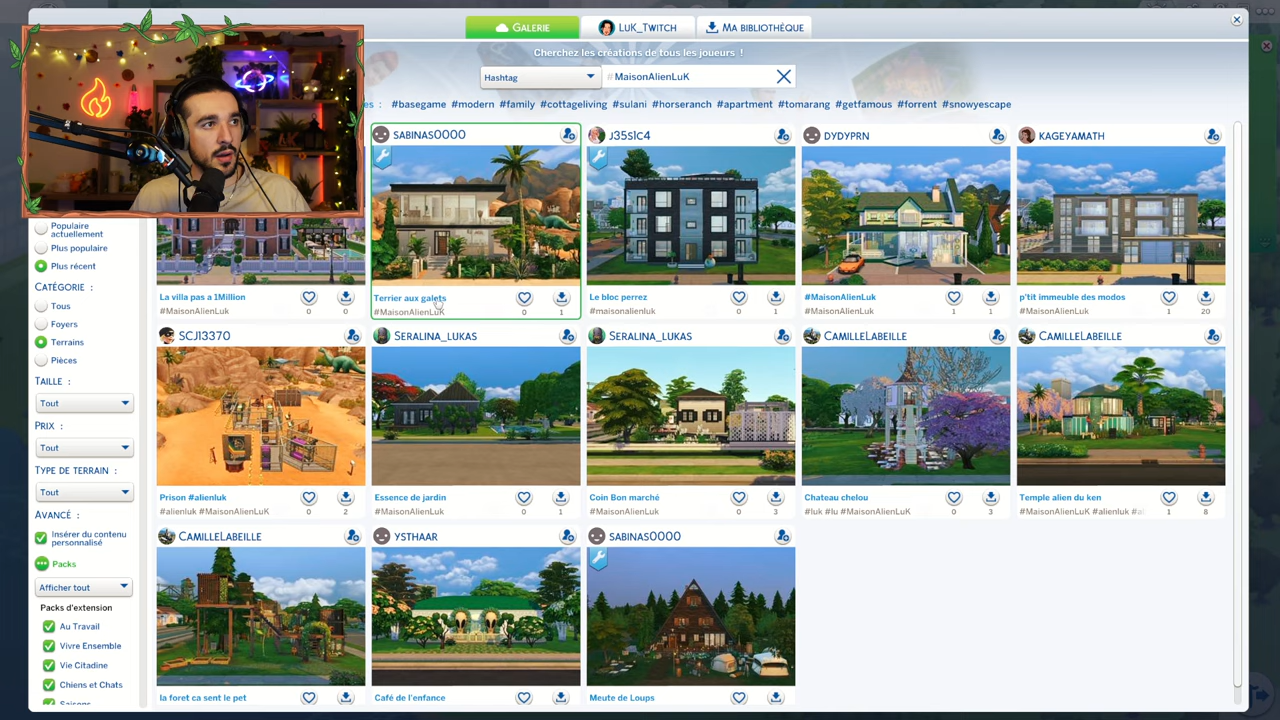 GALERIE
LUK_TWITCH
MA BIBLIOTHÈQUE
Cherchez les créations de tous les joueurs !
Hashtag
# MaisonAlienLuK
es : #basegame #modern #family #cottageliving #sulani #horseranch #apartment #tomarang #getfamous #forrent #snowyescape
Populaire
actuellement
Plus populaire
Plus récent
CATÉGORIE :
Tous
Foyers
Terrains
Pièces
TAILLE :
Tout
PRIX :
Tout
TYPE DE TERRAIN :
Tout
AVANCÉ :
Insérer du contenu
personnalisé
Packs
Afficher tout
Packs d'extension
Au Travail
Vivre Ensemble
Vie Citadine
Chiens et Chats
Saisons
La villa pas a 1Million
0 0
#MaisonAlienLuk
SABINAS0000
Terrier aux galets
#MaisonAlienLuK
0 1
J35S1C4
Le bloc perrez
#maisonalienluk
0 1
DYDYPRN
#MaisonAlienLuk
#MaisonAlienLuk
1 1
KAGEYAMATH
p'tit immeuble des modos
#MaisonAlienLuk
1 20
SCJ13370
Prison #alienluk
#alienluk #MaisonAlienLuK
0 2
SERALINA_LUKAS
Essence de jardin
#MaisonAlienLuk
0 1
SERALINA_LUKAS
Coin Bon marché
#MaisonAlienLuk
0 3
CAMILLELABEILLE
Chateau chelou
#luk #lu #MaisonAlienLuK
0 3
CAMILLELABEILLE
Temple alien du ken
#MaisonAlienLuK #alienluk #al
1 8
CAMILLELABEILLE
la foret ca sent le pet
YSTHAAR
Café de l'enfance
SABINAS0000
Meute de Loups